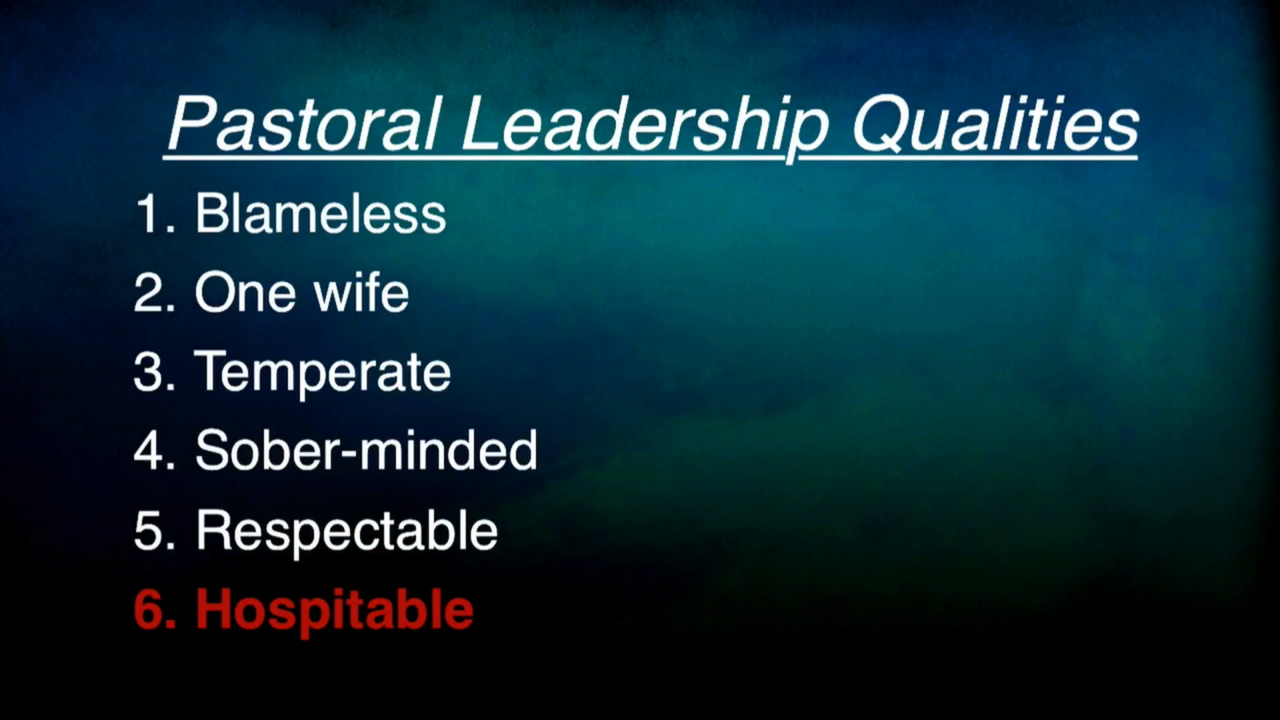 Pastoral Leadership Qualities
1. Blameless
2. One wife
3. Temperate
4. Sober-minded
5. Respectable
6. Hospitable